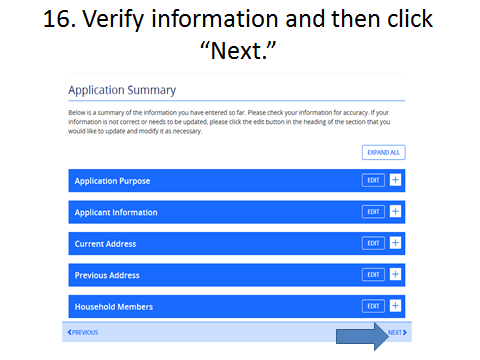 16. Verify information and then click
“Next.”
Application Summary
Below is a summary of the information you have entered so far. Please check your information for accuracy. If your
information is not correct or needs to be updated, please click the edit button in the heading of the section that you
would like to update and modify it as necessary.
EXPAND ALL
Application Purpose EDIT +
Applicant Information EDIT +
Current Address EDIT +
Previous Address EDIT +
Household Members EDIT +
PREVIOUS NEXT